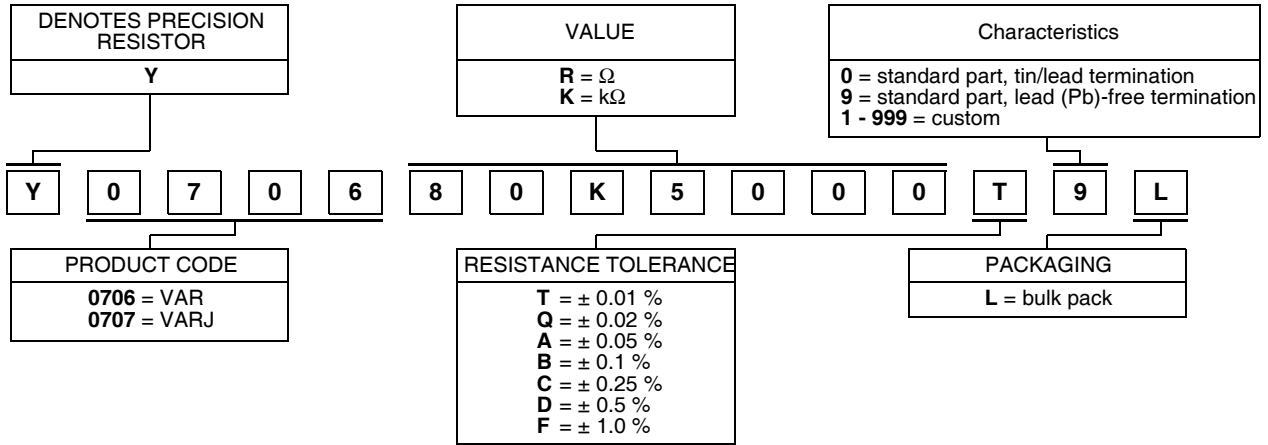 DENOTES PRECISION
RESISTOR
Y
VALUE
R = Ω
K = kΩ
Characteristics
0 = standard part, tin/lead termination
9 = standard part, lead (Pb)-free termination
1 - 999 = custom
Y 0 7 0 6 8 0 K 5 0 0 0 T 9 L
PRODUCT CODE
0706 = VAR
0707 = VARJ
RESISTANCE TOLERANCE
T = ± 0.01 %
Q = ± 0.02 %
A = ± 0.05 %
B = ± 0.1 %
C = ± 0.25 %
D = ± 0.5 %
F = ± 1.0 %
PACKAGING
L = bulk pack